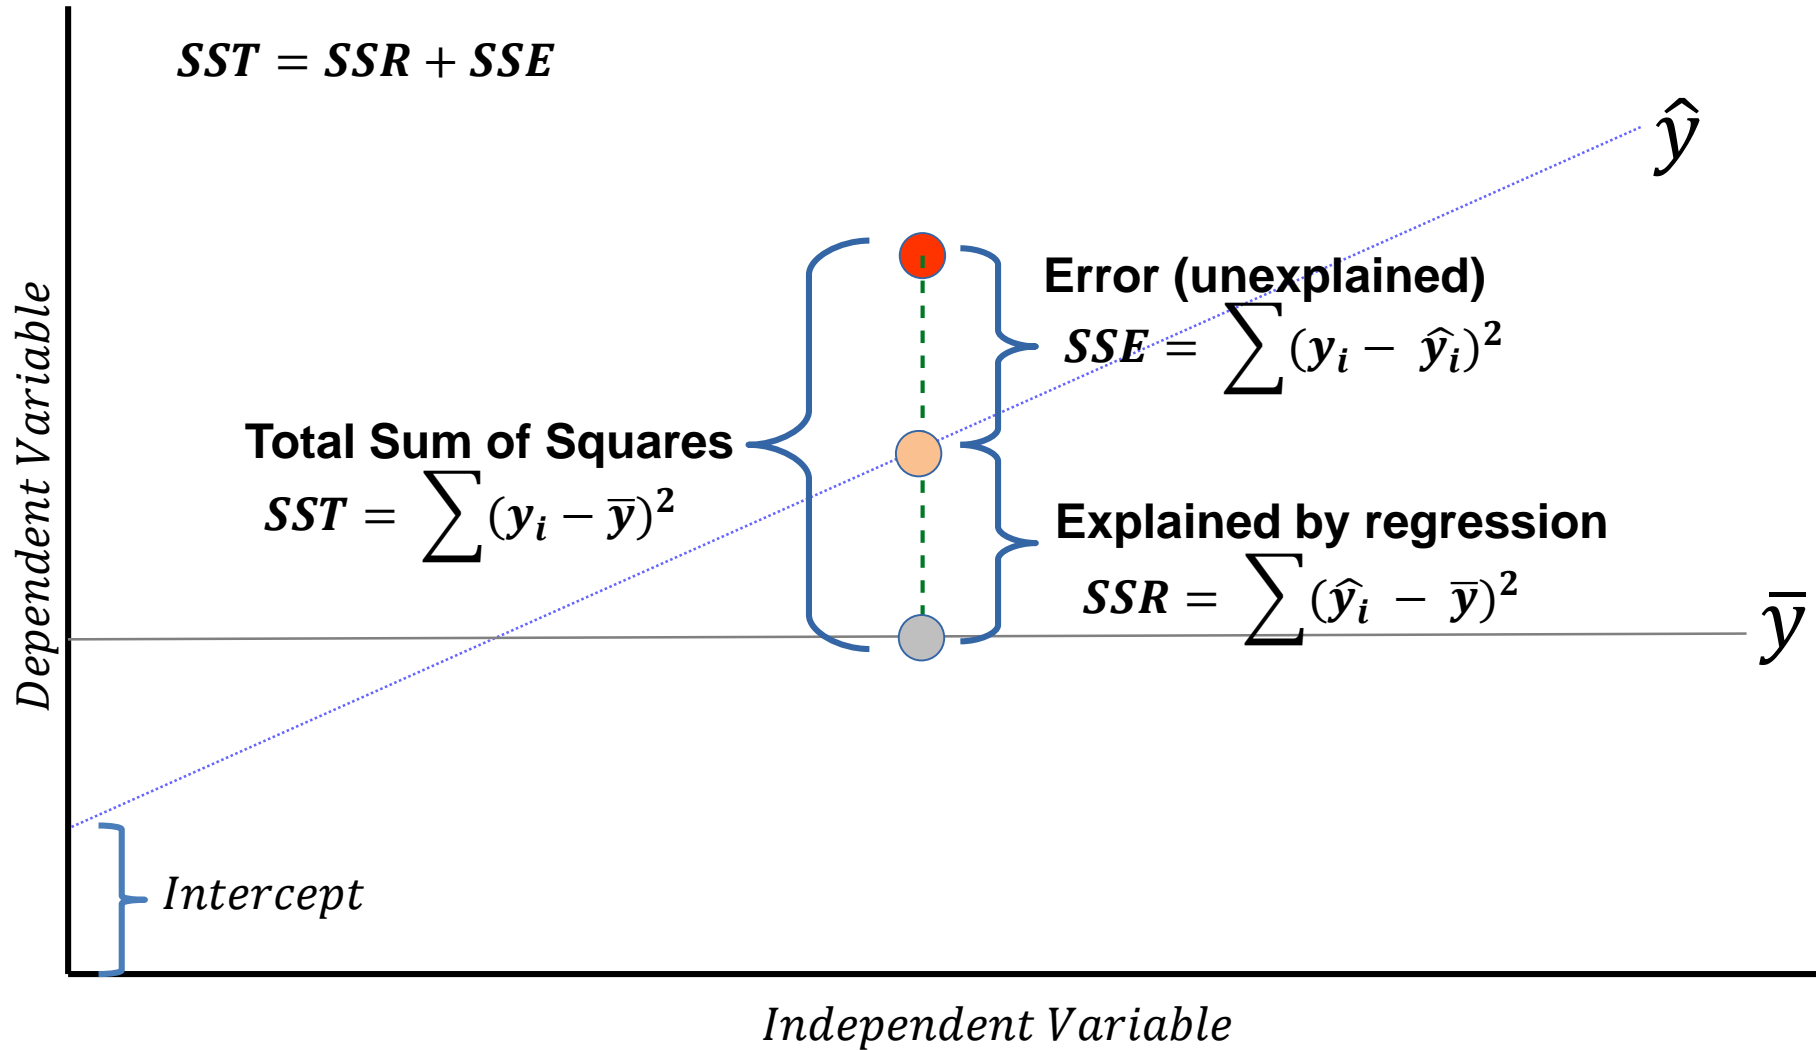 SST = SSR + SSE
ŷ
Error (unexplained)
SSE = ∑(yᵢ − ŷᵢ)²
Total Sum of Squares
SST = ∑(yᵢ − ȳ)²
Explained by regression
SSR = ∑(ŷᵢ − ȳ)²
ȳ
Dependent Variable
Intercept
Independent Variable